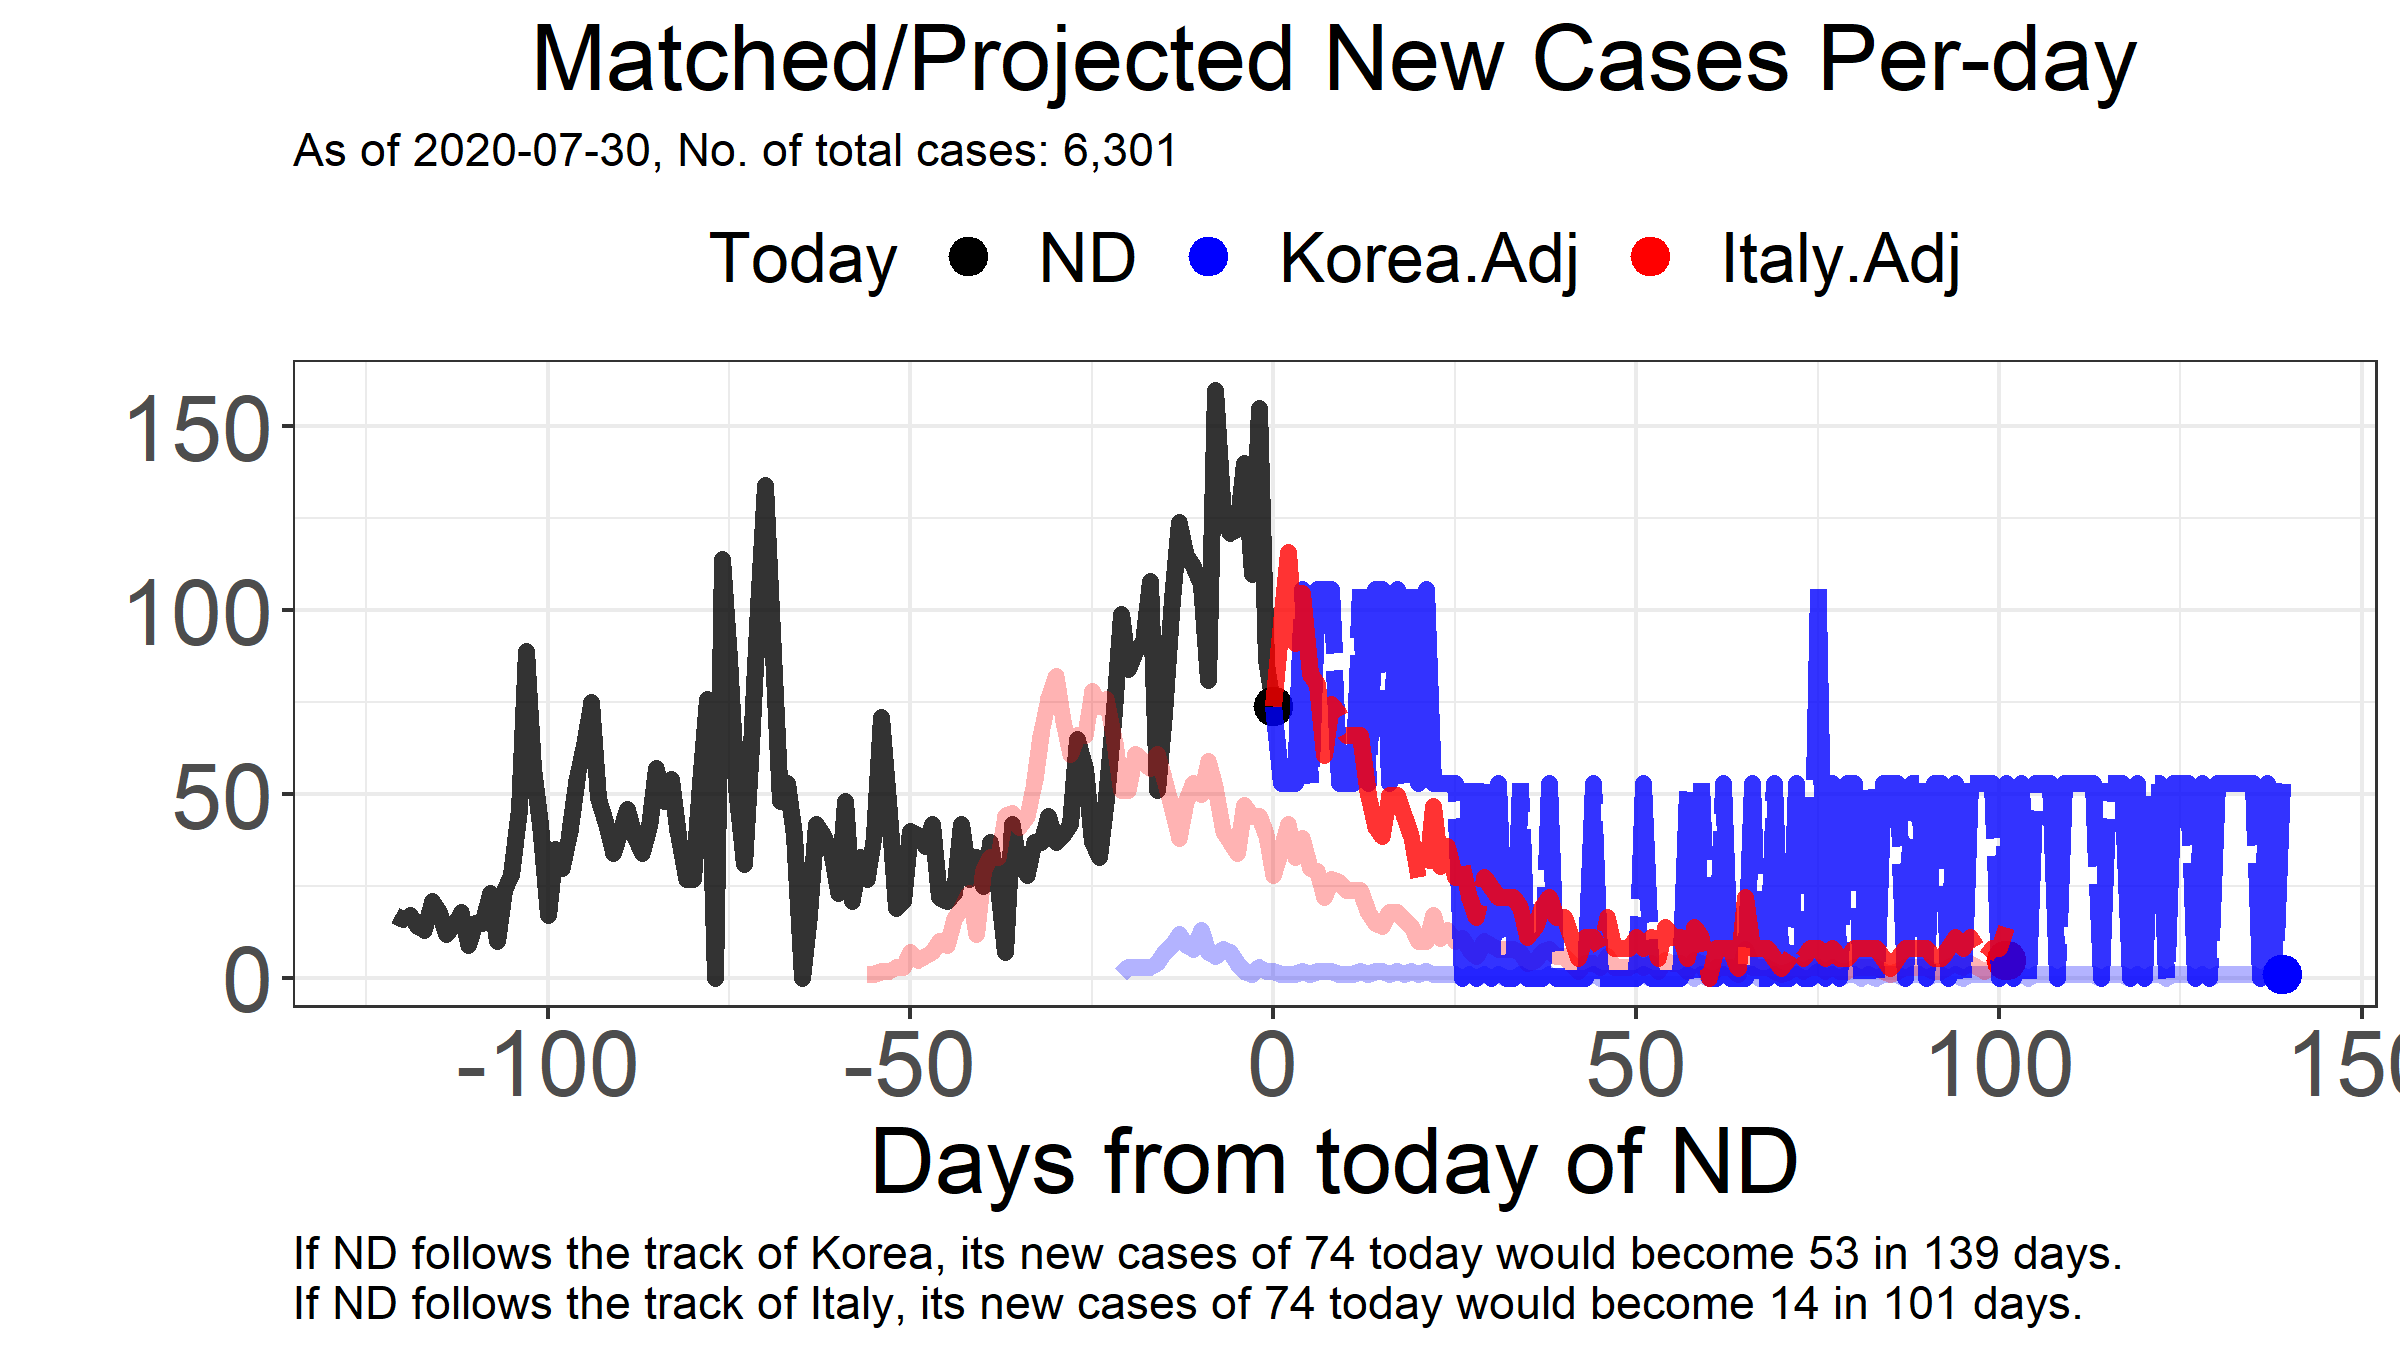 Matched/Projected New Cases Per-day
As of 2020-07-30, No. of total cases: 6,301
Today ND Korea.Adj Italy.Adj
150
100
50
0
-100 -50 0 50 100 150
Days from today of ND
If ND follows the track of Korea, its new cases of 74 today would become 53 in 139 days.
If ND follows the track of Italy, its new cases of 74 today would become 14 in 101 days.